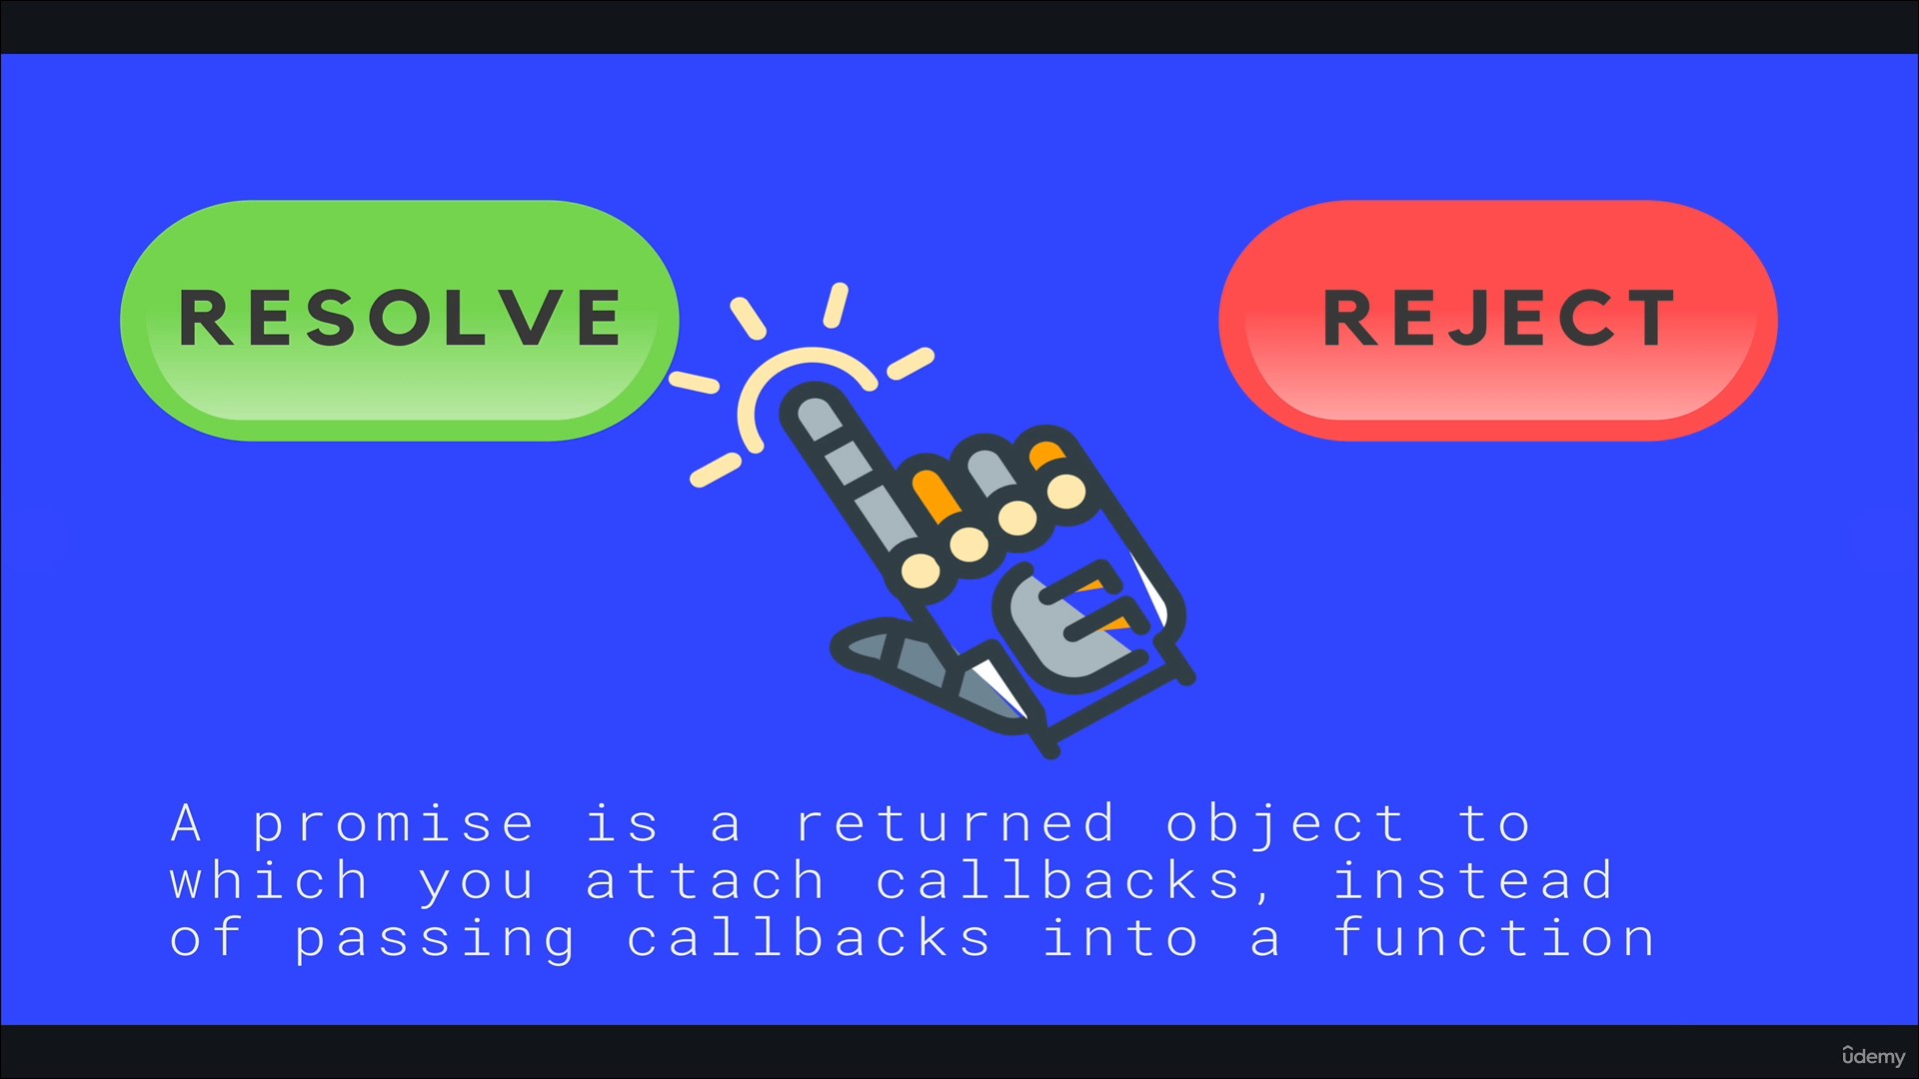 RESOLVE
REJECT
A promise is a returned object to
which you attach callbacks, instead
of passing callbacks into a function
udemy